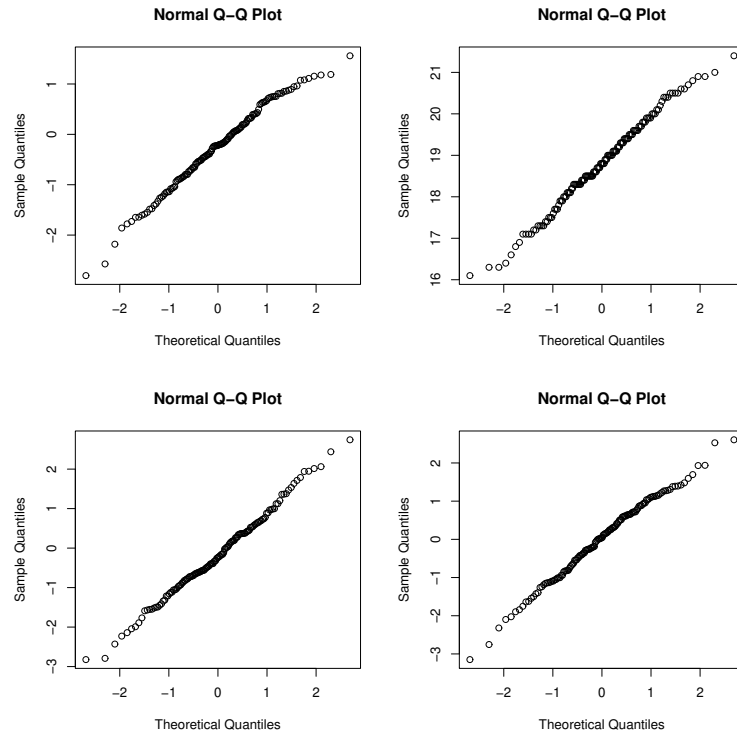 Normal Q−Q Plot
Sample Quantiles
1
0
−1
−2
−2 −1 0 1 2
Theoretical Quantiles
Normal Q−Q Plot
Sample Quantiles
21
20
19
18
17
16
−2 −1 0 1 2
Theoretical Quantiles
Normal Q−Q Plot
Sample Quantiles
2
1
0
−1
−2
−3
−2 −1 0 1 2
Theoretical Quantiles
Normal Q−Q Plot
Sample Quantiles
2
1
0
−1
−2
−3
−2 −1 0 1 2
Theoretical Quantiles